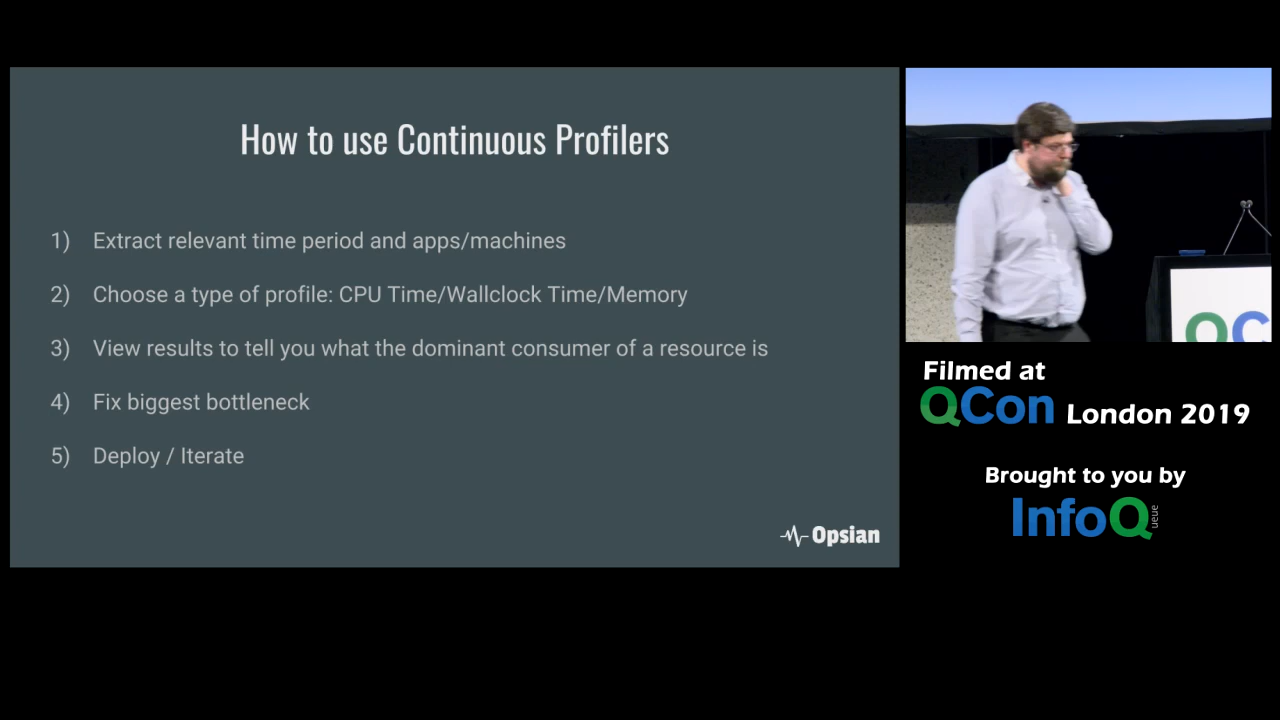 How to use Continuous Profilers
1) Extract relevant time period and apps/machines
2) Choose a type of profile: CPU Time/Wallclock Time/Memory
3) View results to tell you what the dominant consumer of a resource is
4) Fix biggest bottleneck
5) Deploy / Iterate
Opsian
QC
Filmed at
QCon London 2019
Brought to you by
InfoQ
ueue